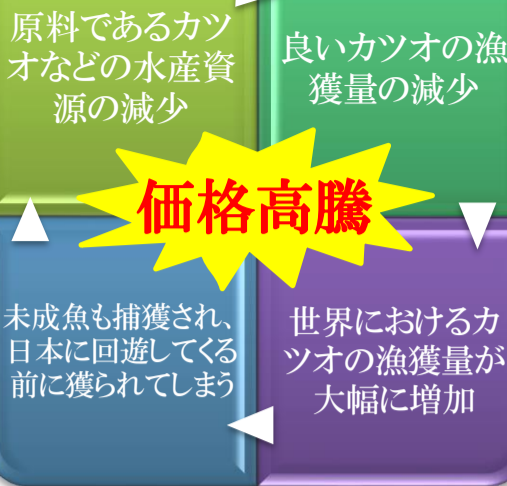 原料であるカツ
オなどの水産資
源の減少
良いカツオの漁
獲量の減少
価格高騰
未成魚も捕獲され、
日本に回遊してくる
前に獲られてしまう
世界におけるカ
ツオの漁獲量が
大幅に増加